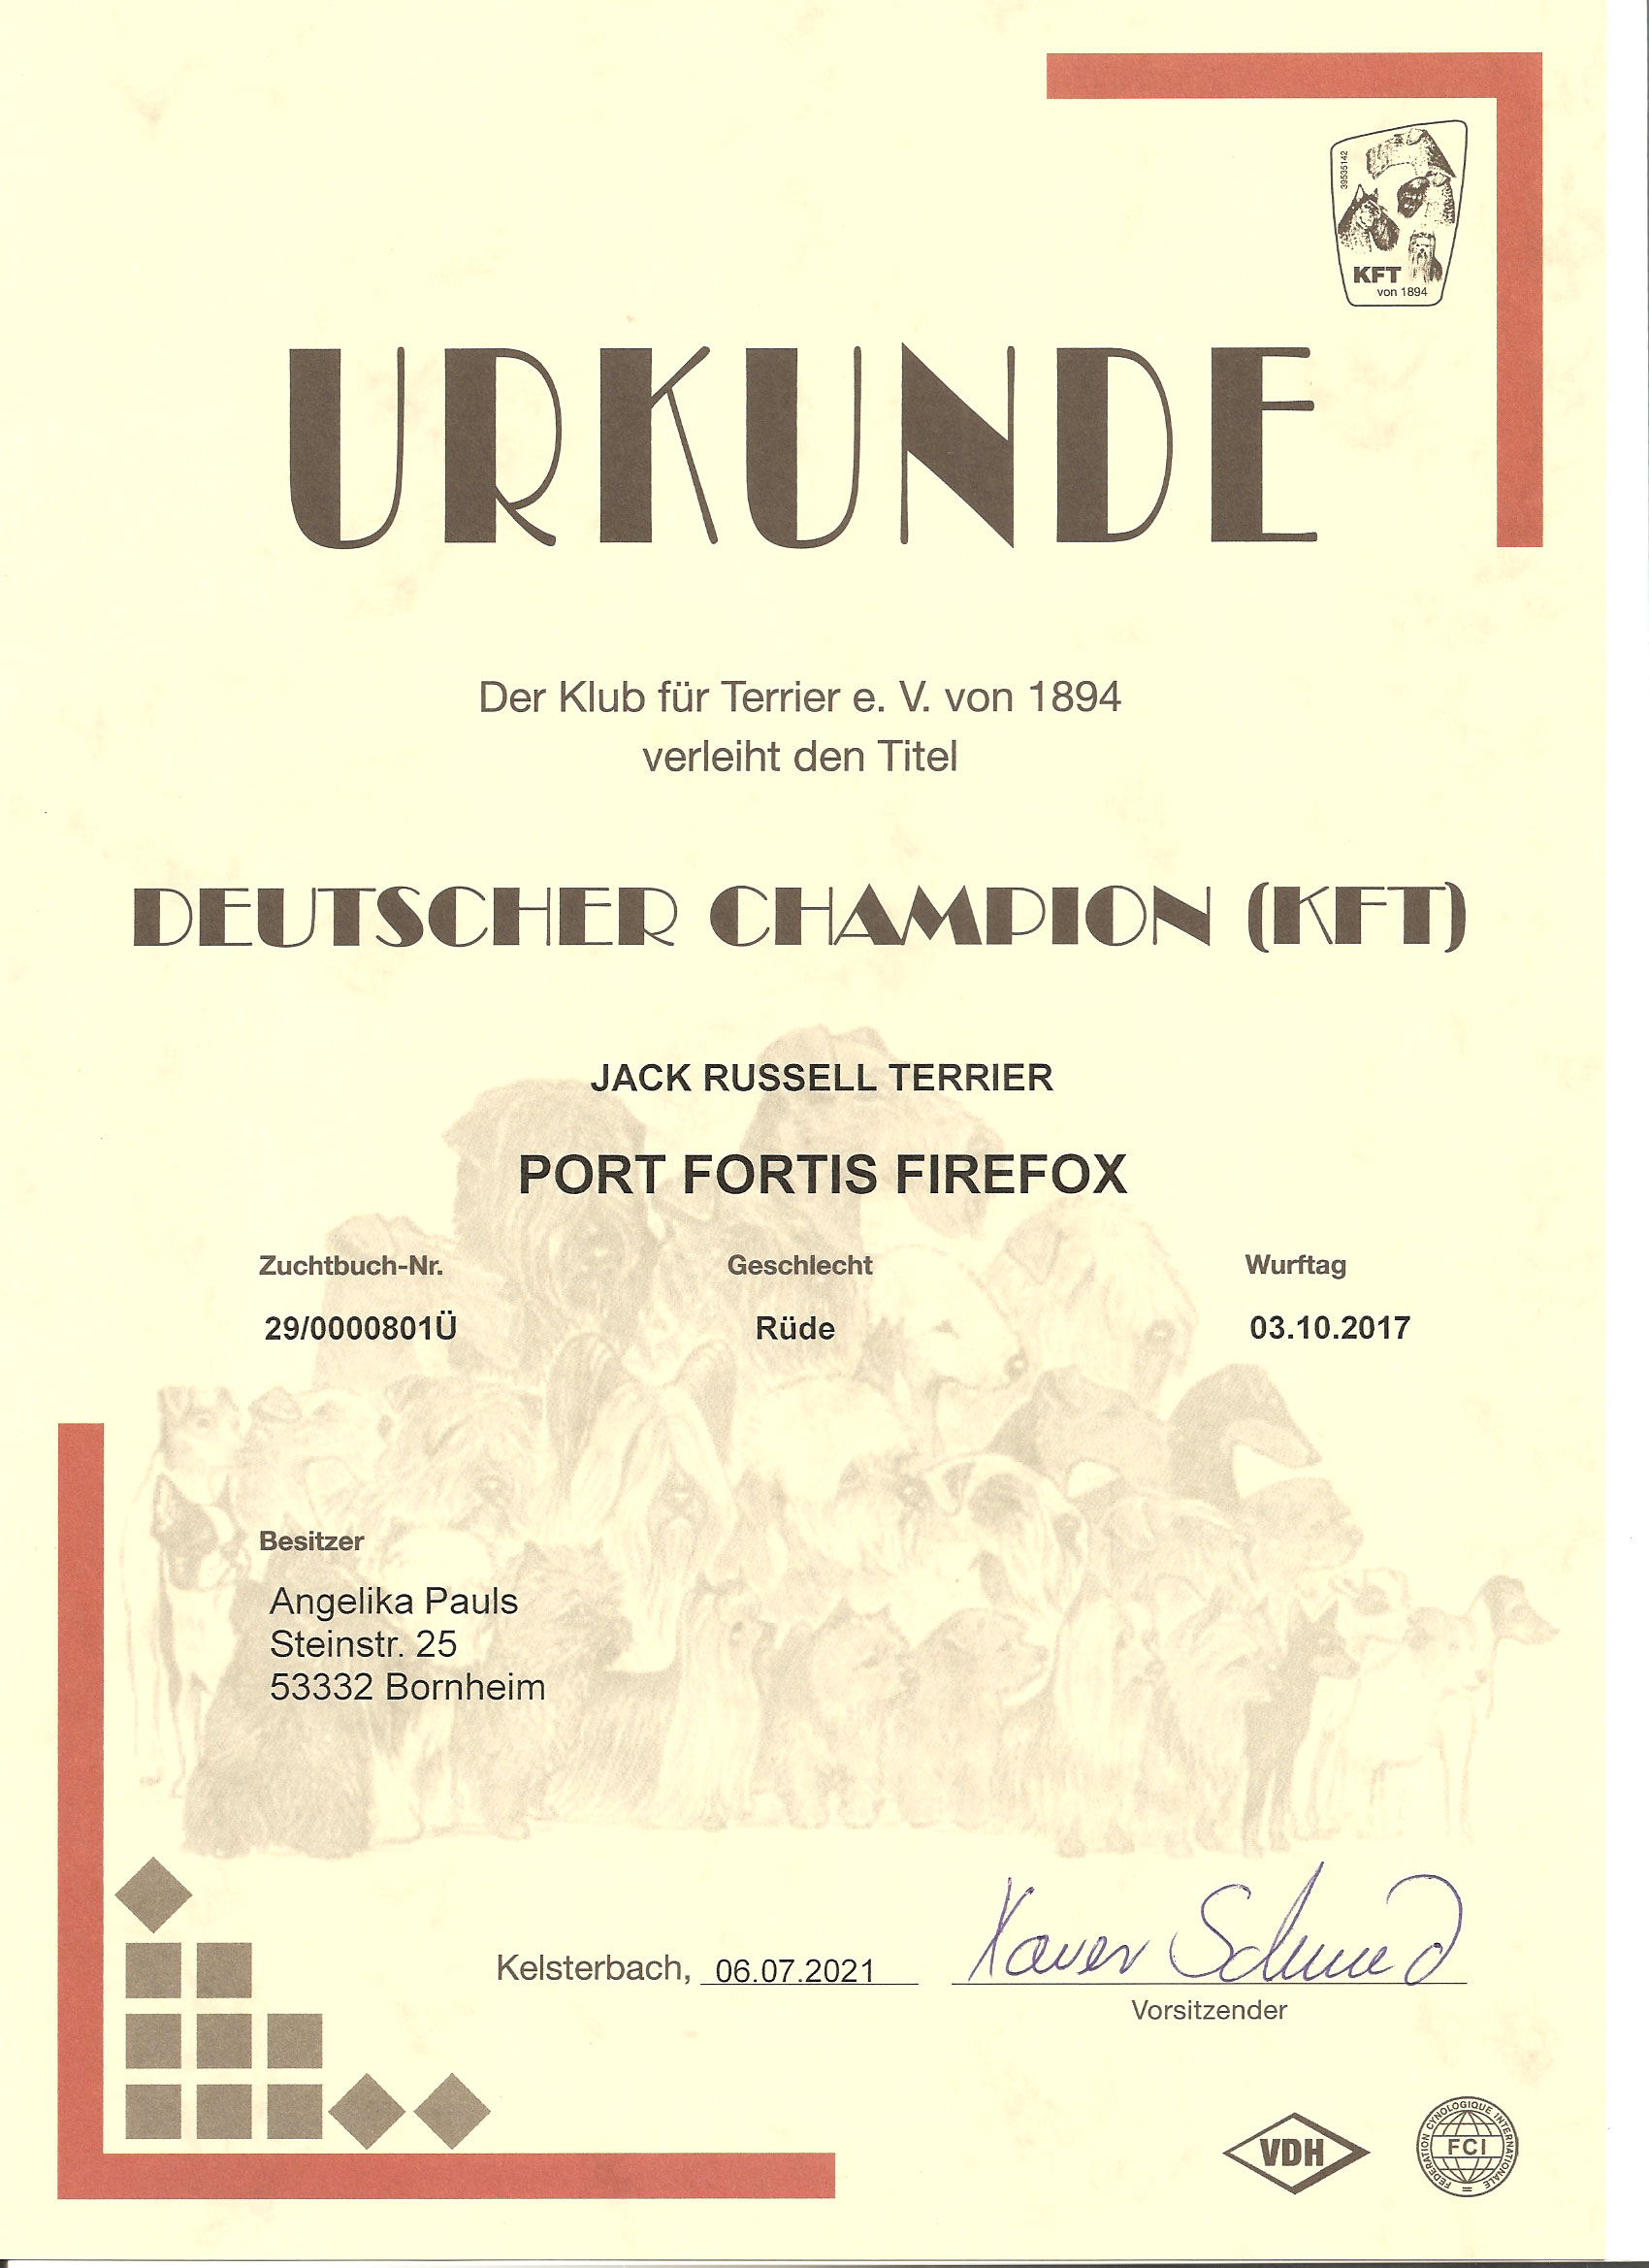 39535142
KFT
von 1894
URKUNDE
Der Klub für Terrier e. V. von 1894
verleiht den Titel
DEUTSCHER CHAMPION (KFT)
JACK RUSSELL TERRIER
PORT FORTIS FIREFOX
Zuchtbuch-Nr. Geschlecht Wurftag
29/0000801Ü Rüde 03.10.2017
Besitzer
Angelika Pauls
Steinstr. 25
53332 Bornheim
Kelsterbach, 06.07.2021 Xaver Schmid
Vorsitzender
VDH
FEDERATION CYNOLOGIQUE INTERNATIONALE
FCI